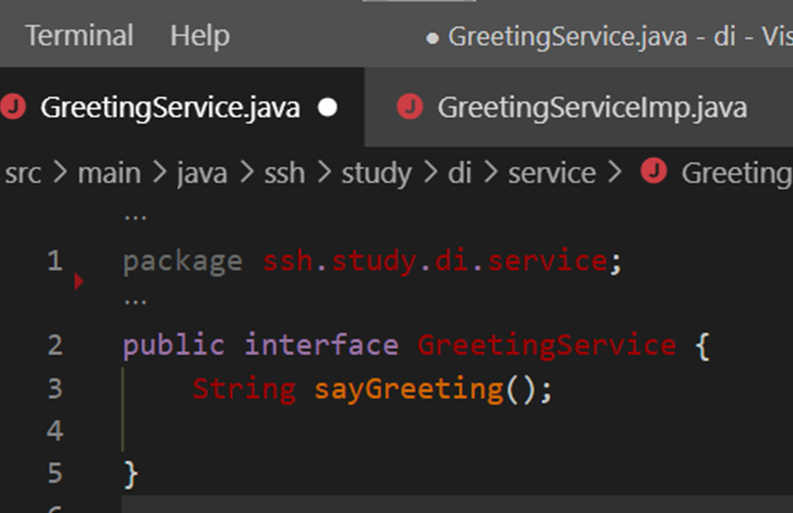 Terminal Help ● GreetingService.java - di - Vis
J GreetingService.java ● J GreetingServiceImp.java
src > main > java > ssh > study > di > service > J Greeting
...
1 package ssh.study.di.service;
...
2 public interface GreetingService {
3 String sayGreeting();
4
5 }
6